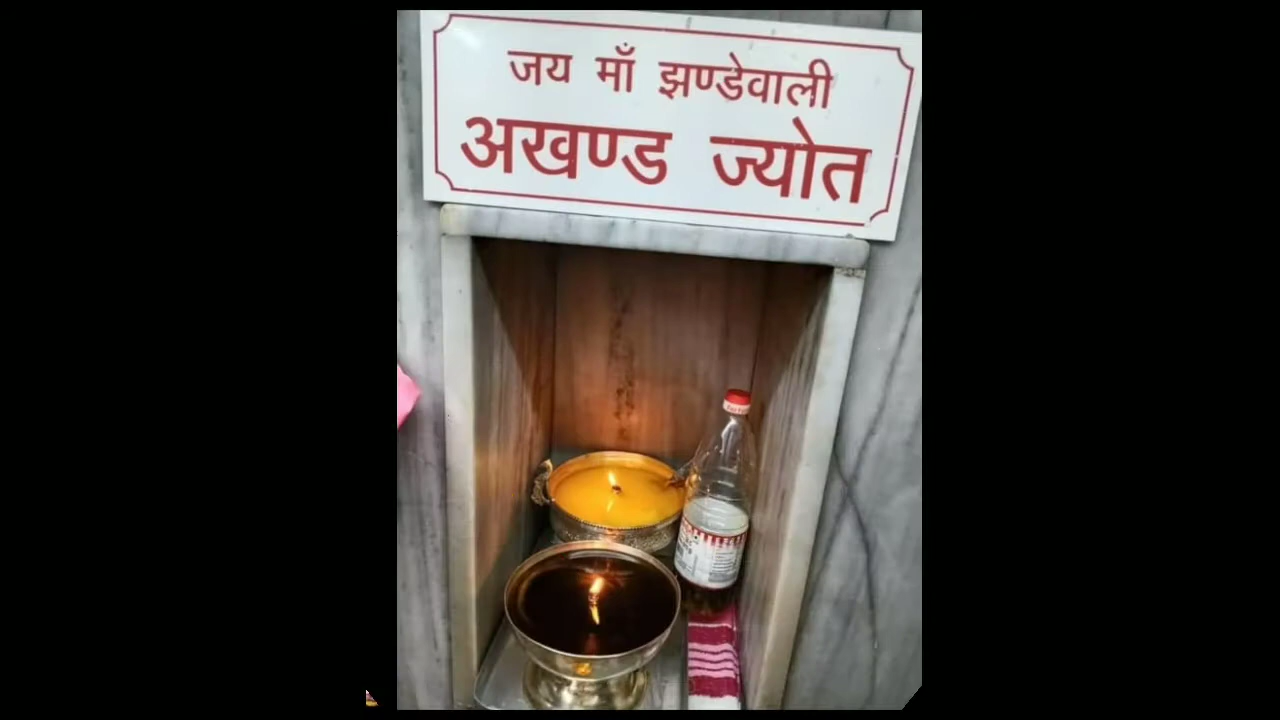 जय माँ झण्डेवाली
अखण्ड ज्योत